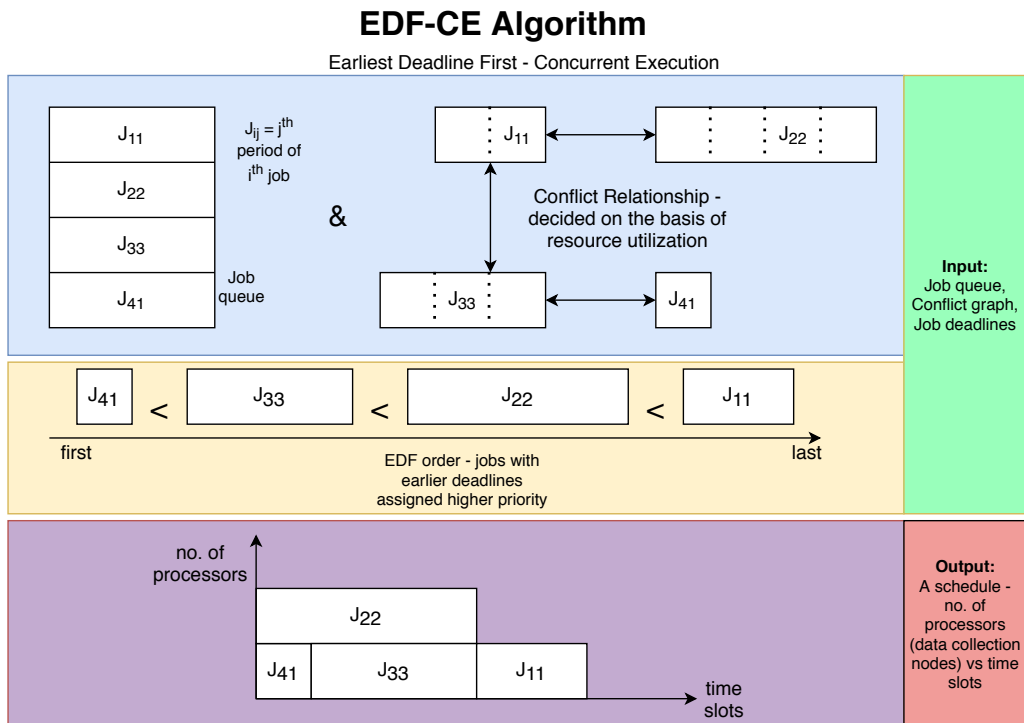 EDF-CE Algorithm
Earliest Deadline First - Concurrent Execution
J11
J22
J33
J41
Jij = jth
period of
ith job
Job
queue
&
J11
J22
Conflict Relationship -
decided on the basis of
resource utilization
J33
J41
Input:
Job queue,
Conflict graph,
Job deadlines
J41 < J33 < J22 < J11
first
last
EDF order - jobs with
earlier deadlines
assigned higher priority
no. of
processors
J22
J41
J33
J11
time
slots
Output:
A schedule -
no. of
processors
(data collection
nodes) vs time
slots